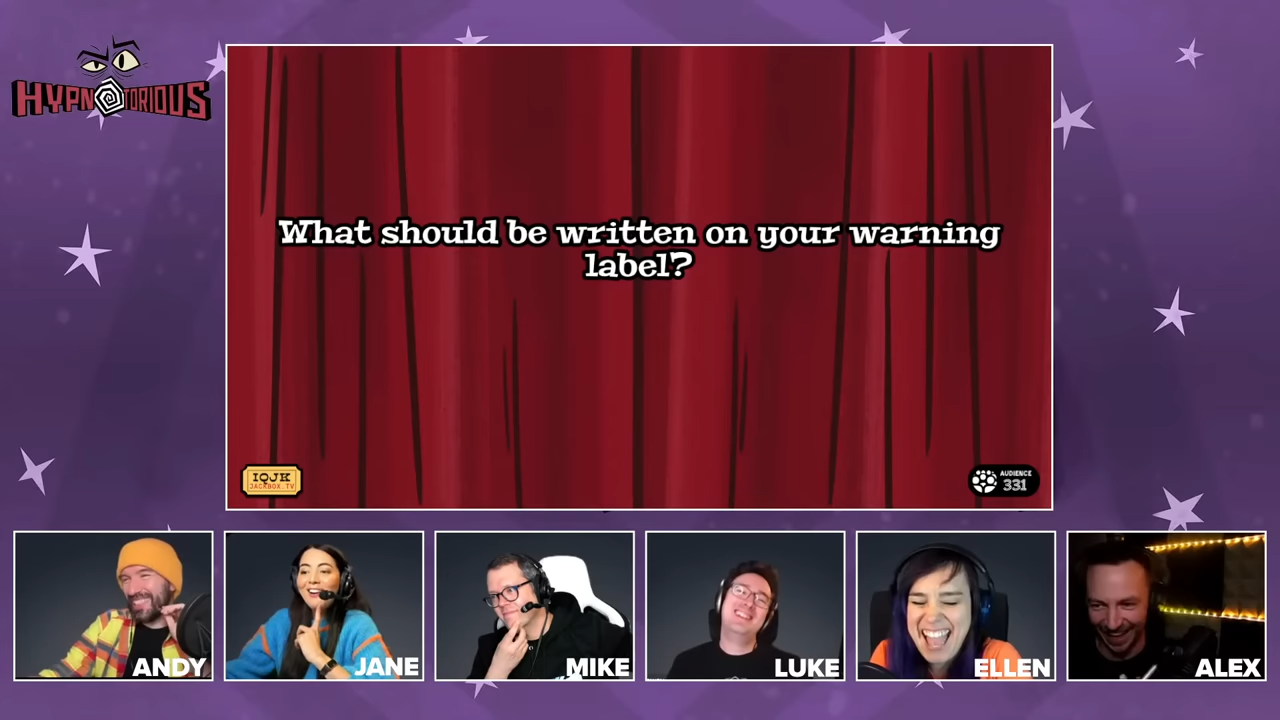 HYPNOTORIOUS
What should be written on your warning
label?
IQJK
JACKBOX.TV
AUDIENCE
331
ANDY
JANE
MIKE
LUKE
ELLEN
ALEX